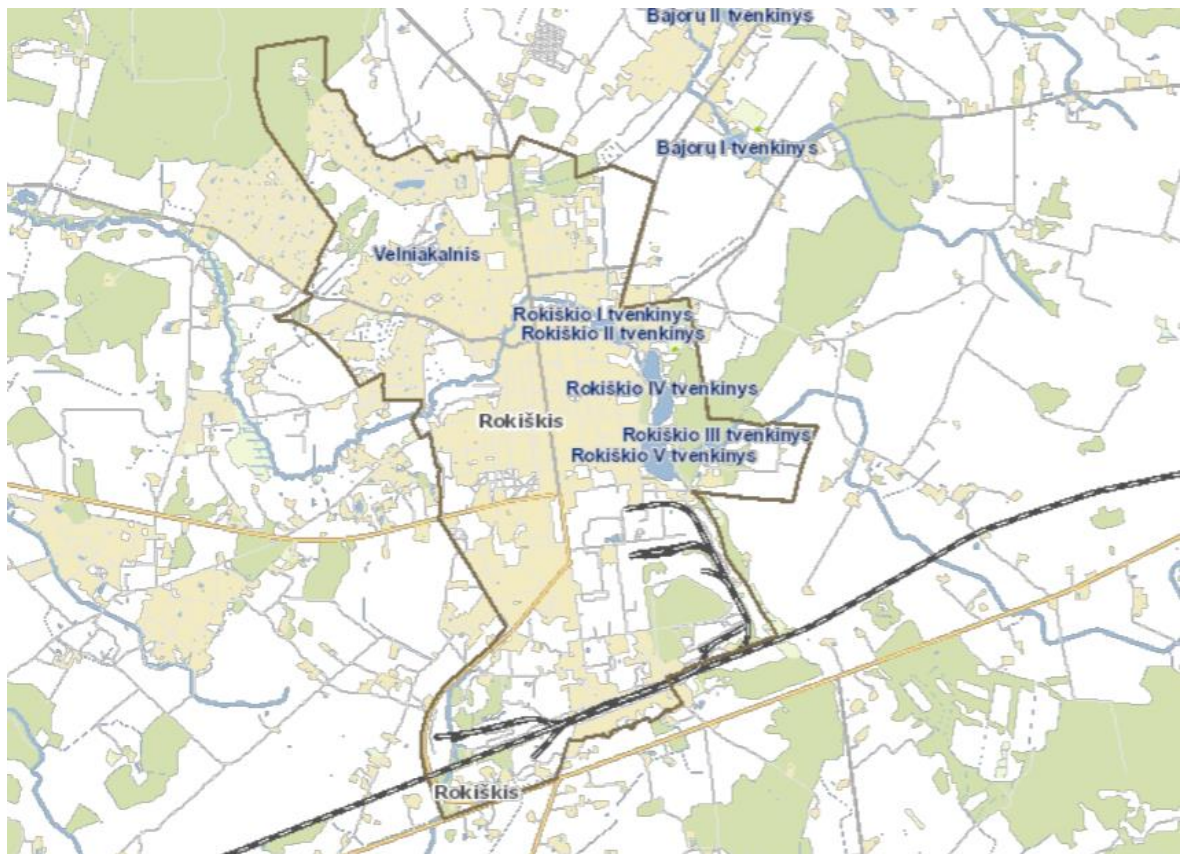 Bajorų II tvenkinys
Bajorų I tvenkinys
Velniakalnis
Rokiškio I tvenkinys
Rokiškio II tvenkinys
Rokiškio IV tvenkinys
Rokiškis
Rokiškio III tvenkinys
Rokiškio V tvenkinys
Rokiškis